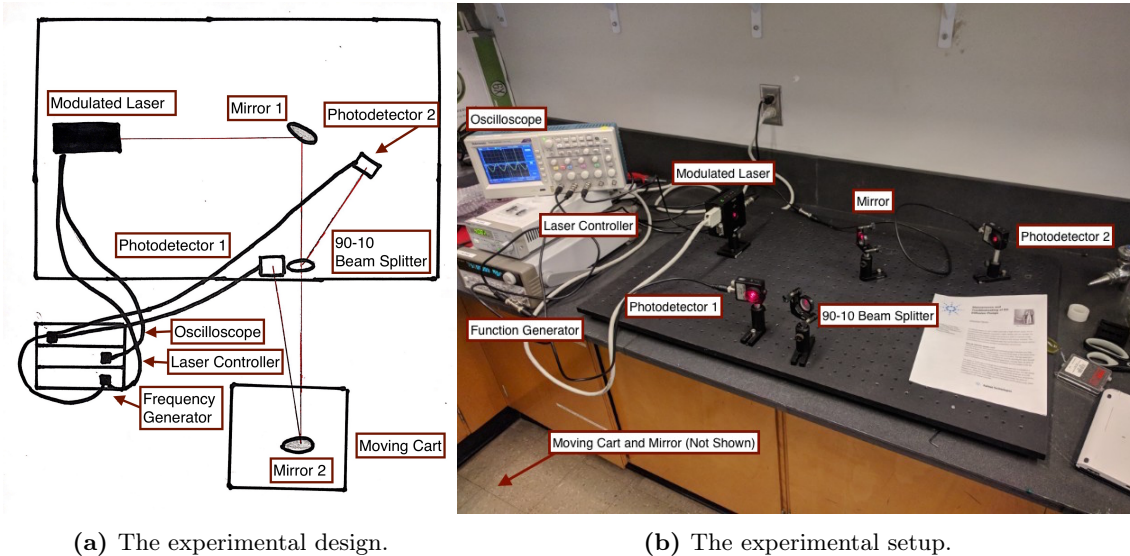 Modulated Laser
Mirror 1
Photodetector 2
Photodetector 1
90-10
Beam Splitter
Oscilloscope
Laser Controller
Frequency
Generator
Moving Cart
Mirror 2
(a) The experimental design.
Oscilloscope
Modulated Laser
Mirror
Laser Controller
Photodetector 2
Photodetector 1
90-10 Beam Splitter
Function Generator
Moving Cart and Mirror (Not Shown)
(b) The experimental setup.